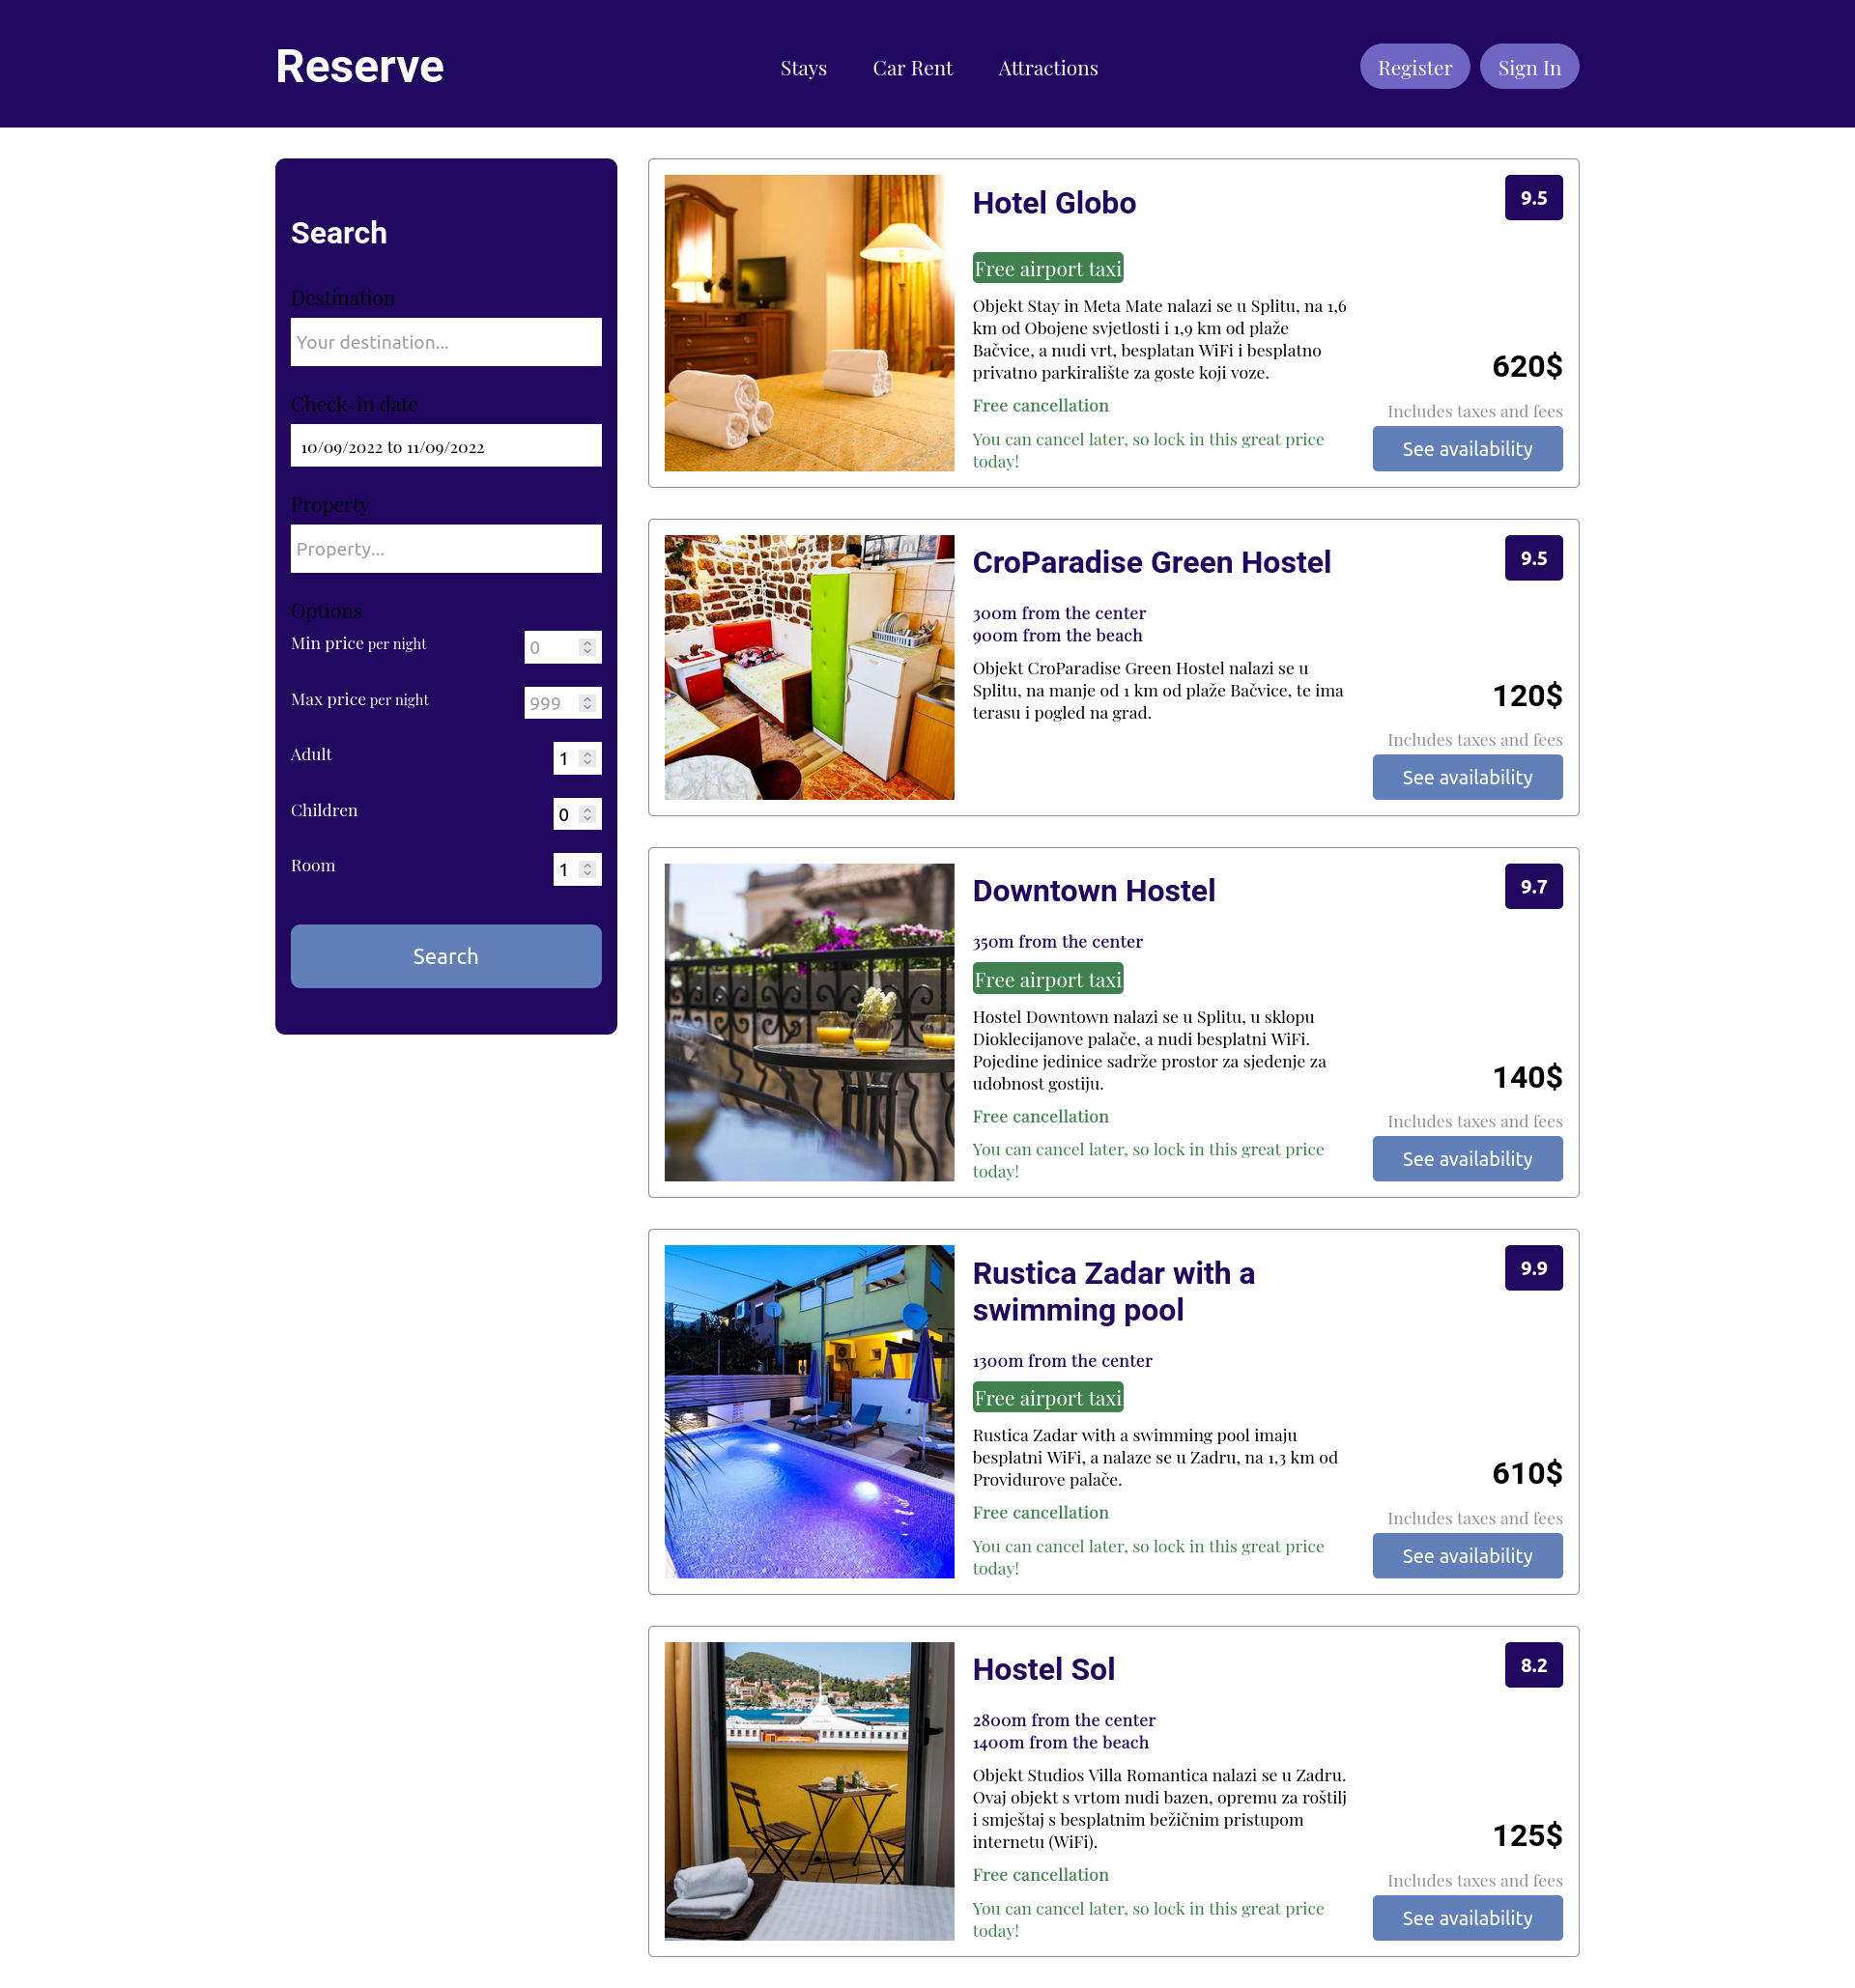 Reserve
Stays
Car Rent
Attractions
Register
Sign In
Search
Destination
Your destination...
Check-in date
10/09/2022 to 11/09/2022
Property
Property...
Options
Min price per night
0
Max price per night
999
Adult
1
Children
0
Room
1
Search
Hotel Globo
9.5
Free airport taxi
Objekt Stay in Meta Mate nalazi se u Splitu, na 1,6
km od Obojene svjetlosti i 1,9 km od plaže
Bačvice, a nudi vrt, besplatan WiFi i besplatno
privatno parkiralište za goste koji voze.
Free cancellation
You can cancel later, so lock in this great price
today!
620$
Includes taxes and fees
See availability
CroParadise Green Hostel
9.5
300m from the center
900m from the beach
Objekt CroParadise Green Hostel nalazi se u
Splitu, na manje od 1 km od plaže Bačvice, te ima
terasu i pogled na grad.
120$
Includes taxes and fees
See availability
Downtown Hostel
9.7
350m from the center
Free airport taxi
Hostel Downtown nalazi se u Splitu, u sklopu
Dioklecijanove palače, a nudi besplatni WiFi.
Pojedine jedinice sadrže prostor za sjedenje za
udobnost gostiju.
Free cancellation
You can cancel later, so lock in this great price
today!
140$
Includes taxes and fees
See availability
Rustica Zadar with a
swimming pool
9.9
1300m from the center
Free airport taxi
Rustica Zadar with a swimming pool imaju
besplatni WiFi, a nalaze se u Zadru, na 1,3 km od
Providurove palače.
Free cancellation
You can cancel later, so lock in this great price
today!
610$
Includes taxes and fees
See availability
Hostel Sol
8.2
2800m from the center
1400m from the beach
Objekt Studios Villa Romantica nalazi se u Zadru.
Ovaj objekt s vrtom nudi bazen, opremu za roštilj
i smještaj s besplatnim bežičnim pristupom
internetu (WiFi).
Free cancellation
You can cancel later, so lock in this great price
today!
125$
Includes taxes and fees
See availability